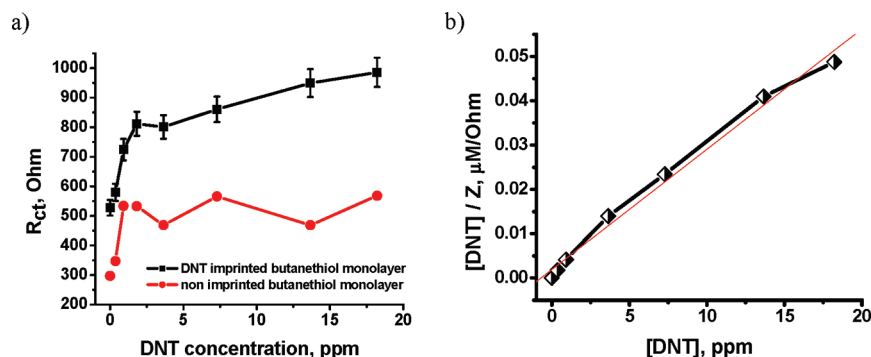 a)
1000
900
800
700
600
500
400
300
200
Rct, Ohm
DNT imprinted butanethiol monolayer
non imprinted butanethiol monolayer
0 5 10 15 20
DNT concentration, ppm
b)
0.05
0.04
0.03
0.02
0.01
0.00
[DNT] / Z, µM/Ohm
0 5 10 15 20
[DNT], ppm